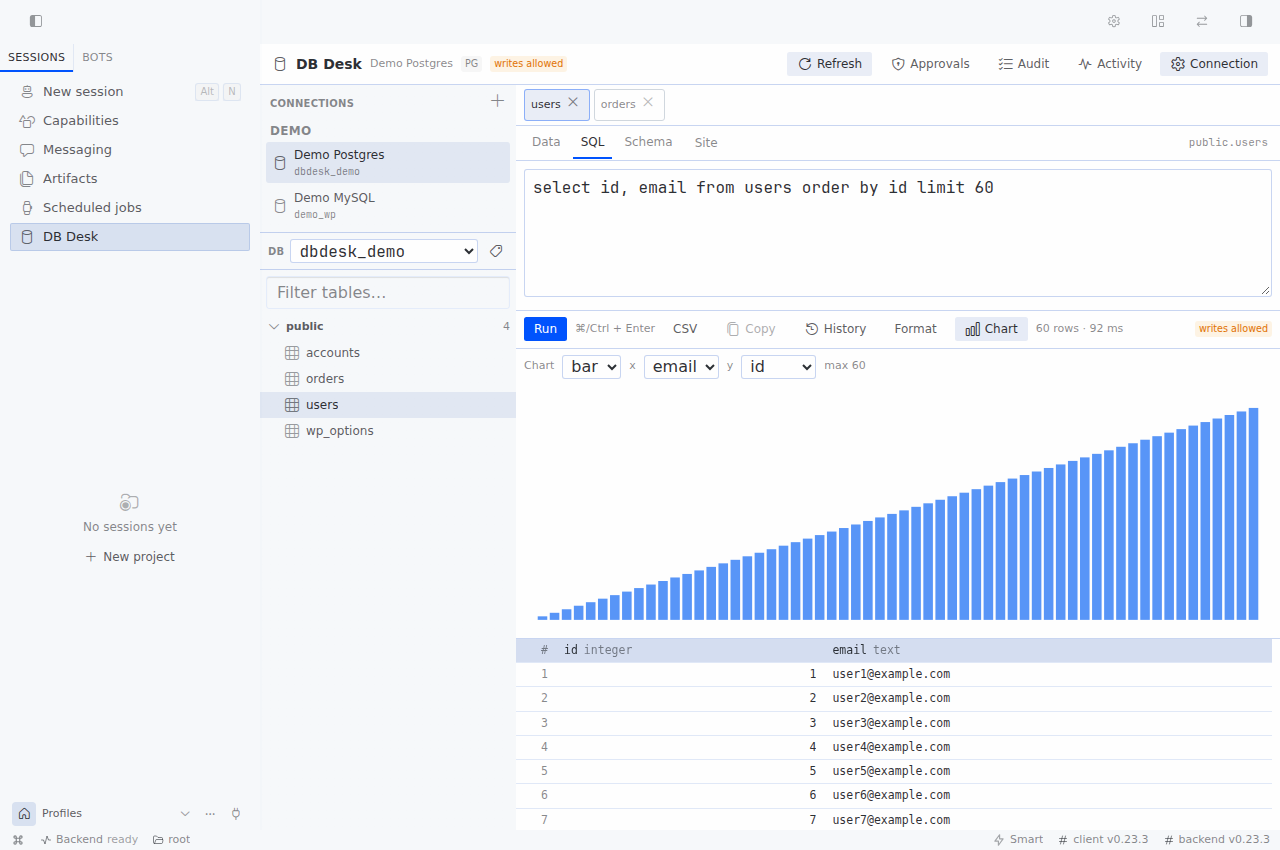 SESSIONS BOTS
New session Alt N
Capabilities
Messaging
Artifacts
Scheduled jobs
DB Desk
No sessions yet
New project
Profiles
DB Desk Demo Postgres PG writes allowed Refresh Approvals Audit Activity Connection
CONNECTIONS
DEMO
Demo Postgres
dbdesk_demo
Demo MySQL
demo_wp
DB dbdesk_demo
Filter tables...
public 4
accounts
orders
users
wp_options
users orders
Data SQL Schema Site public.users
select id, email from users order by id limit 60
Run ⌘/Ctrl + Enter CSV Copy History Format Chart 60 rows · 92 ms writes allowed
Chart bar x email y id max 60
# id integer email text
1 1 user1@example.com
2 2 user2@example.com
3 3 user3@example.com
4 4 user4@example.com
5 5 user5@example.com
6 6 user6@example.com
7 7 user7@example.com
Backend ready root Smart # client v0.23.3 # backend v0.23.3